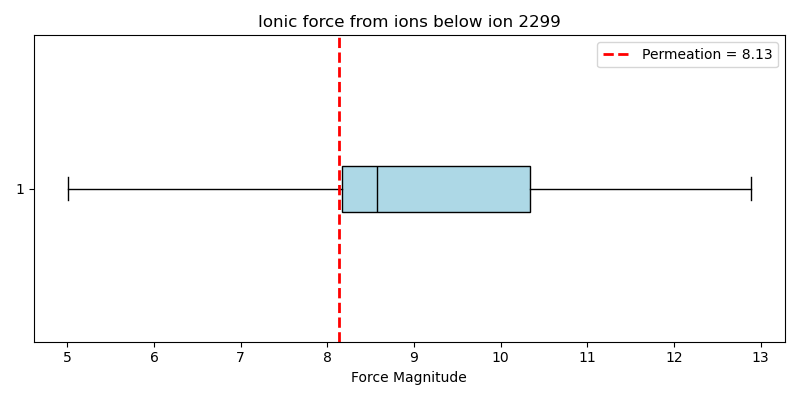 Ionic force from ions below ion 2299
Permeation = 8.13
1
5 6 7 8 9 10 11 12 13
Force Magnitude